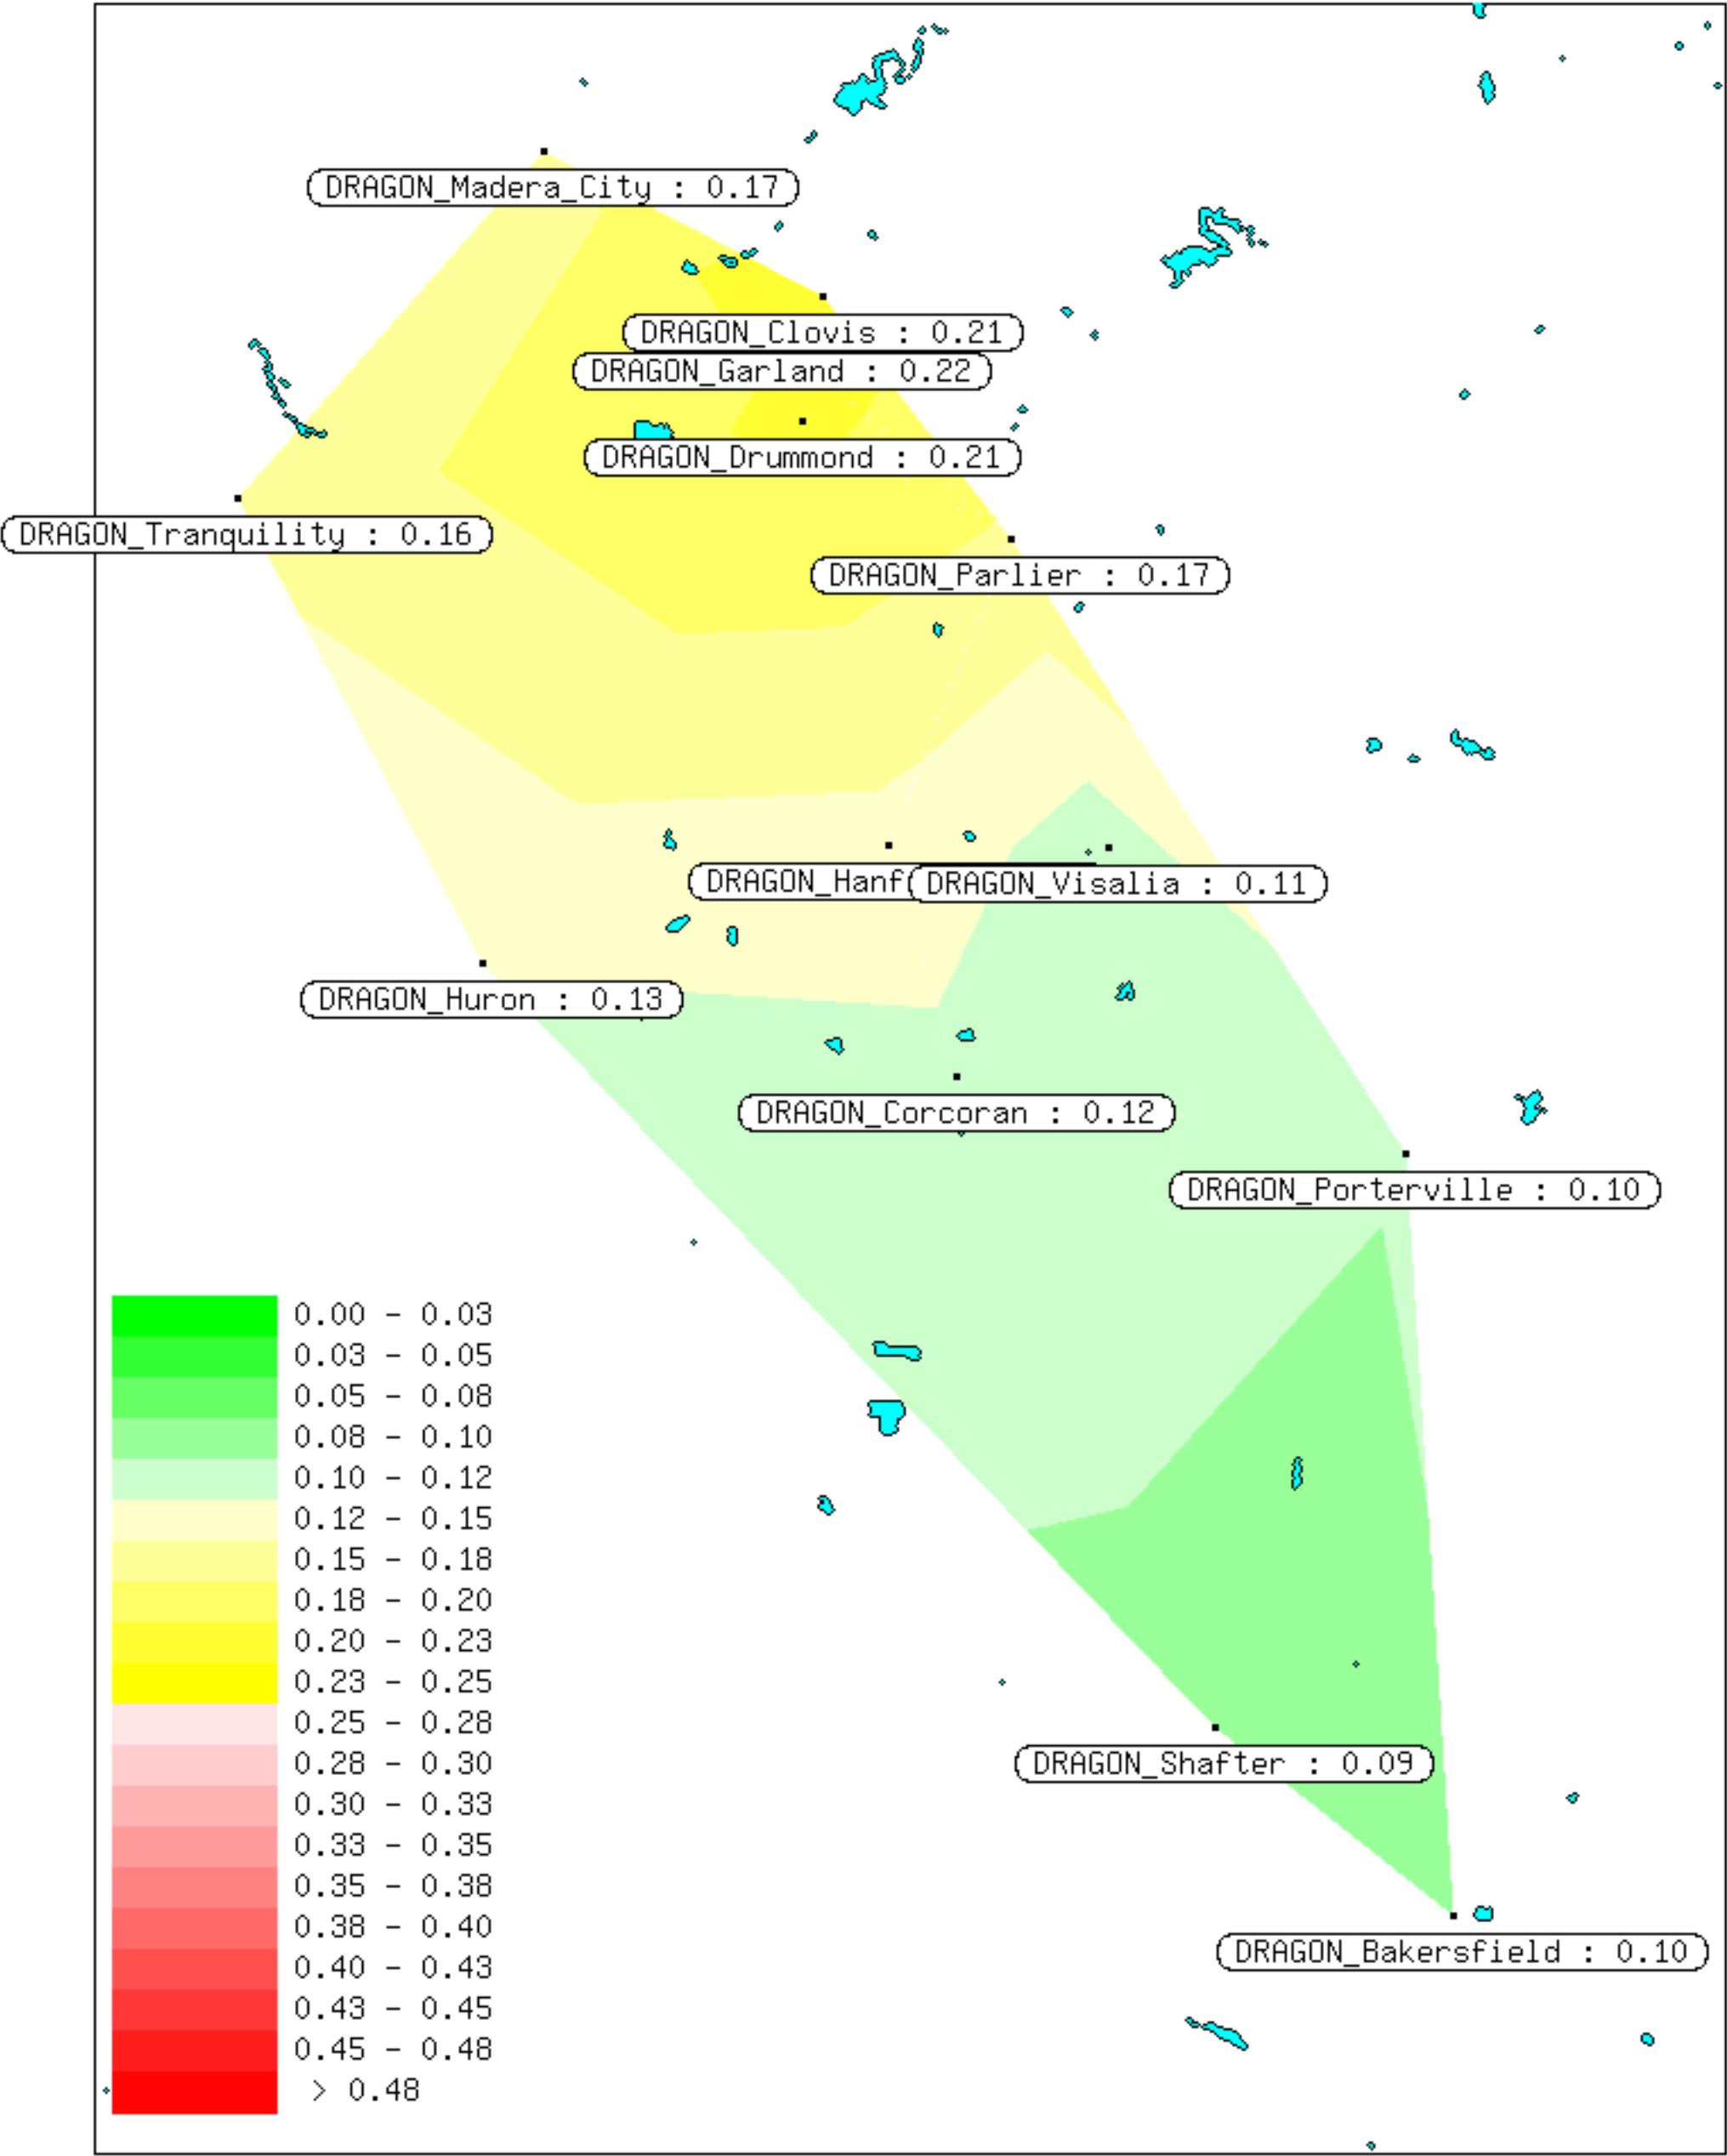 DRAGON_Madera_City : 0.17
DRAGON_Clovis : 0.21
DRAGON_Garland : 0.22
DRAGON_Drummond : 0.21
DRAGON_Tranquility : 0.16
DRAGON_Parlier : 0.17
DRAGON_Hanf
DRAGON_Visalia : 0.11
DRAGON_Huron : 0.13
DRAGON_Corcoran : 0.12
DRAGON_Porterville : 0.10
0.00 - 0.03
0.03 - 0.05
0.05 - 0.08
0.08 - 0.10
0.10 - 0.12
0.12 - 0.15
0.15 - 0.18
0.18 - 0.20
0.20 - 0.23
0.23 - 0.25
0.25 - 0.28
0.28 - 0.30
0.30 - 0.33
0.33 - 0.35
0.35 - 0.38
0.38 - 0.40
0.40 - 0.43
0.43 - 0.45
0.45 - 0.48
> 0.48
DRAGON_Shafter : 0.09
DRAGON_Bakersfield : 0.10